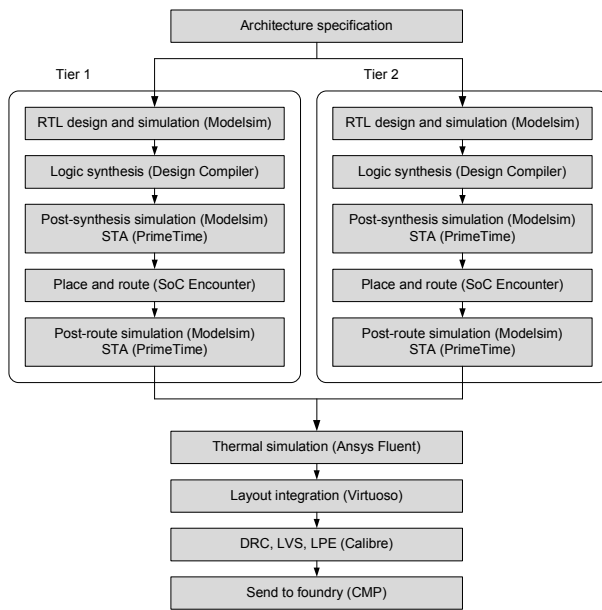 Architecture specification
Tier 1
Tier 2
RTL design and simulation (Modelsim)
Logic synthesis (Design Compiler)
Post-synthesis simulation (Modelsim)
STA (PrimeTime)
Place and route (SoC Encounter)
Post-route simulation (Modelsim)
STA (PrimeTime)
RTL design and simulation (Modelsim)
Logic synthesis (Design Compiler)
Post-synthesis simulation (Modelsim)
STA (PrimeTime)
Place and route (SoC Encounter)
Post-route simulation (Modelsim)
STA (PrimeTime)
Thermal simulation (Ansys Fluent)
Layout integration (Virtuoso)
DRC, LVS, LPE (Calibre)
Send to foundry (CMP)